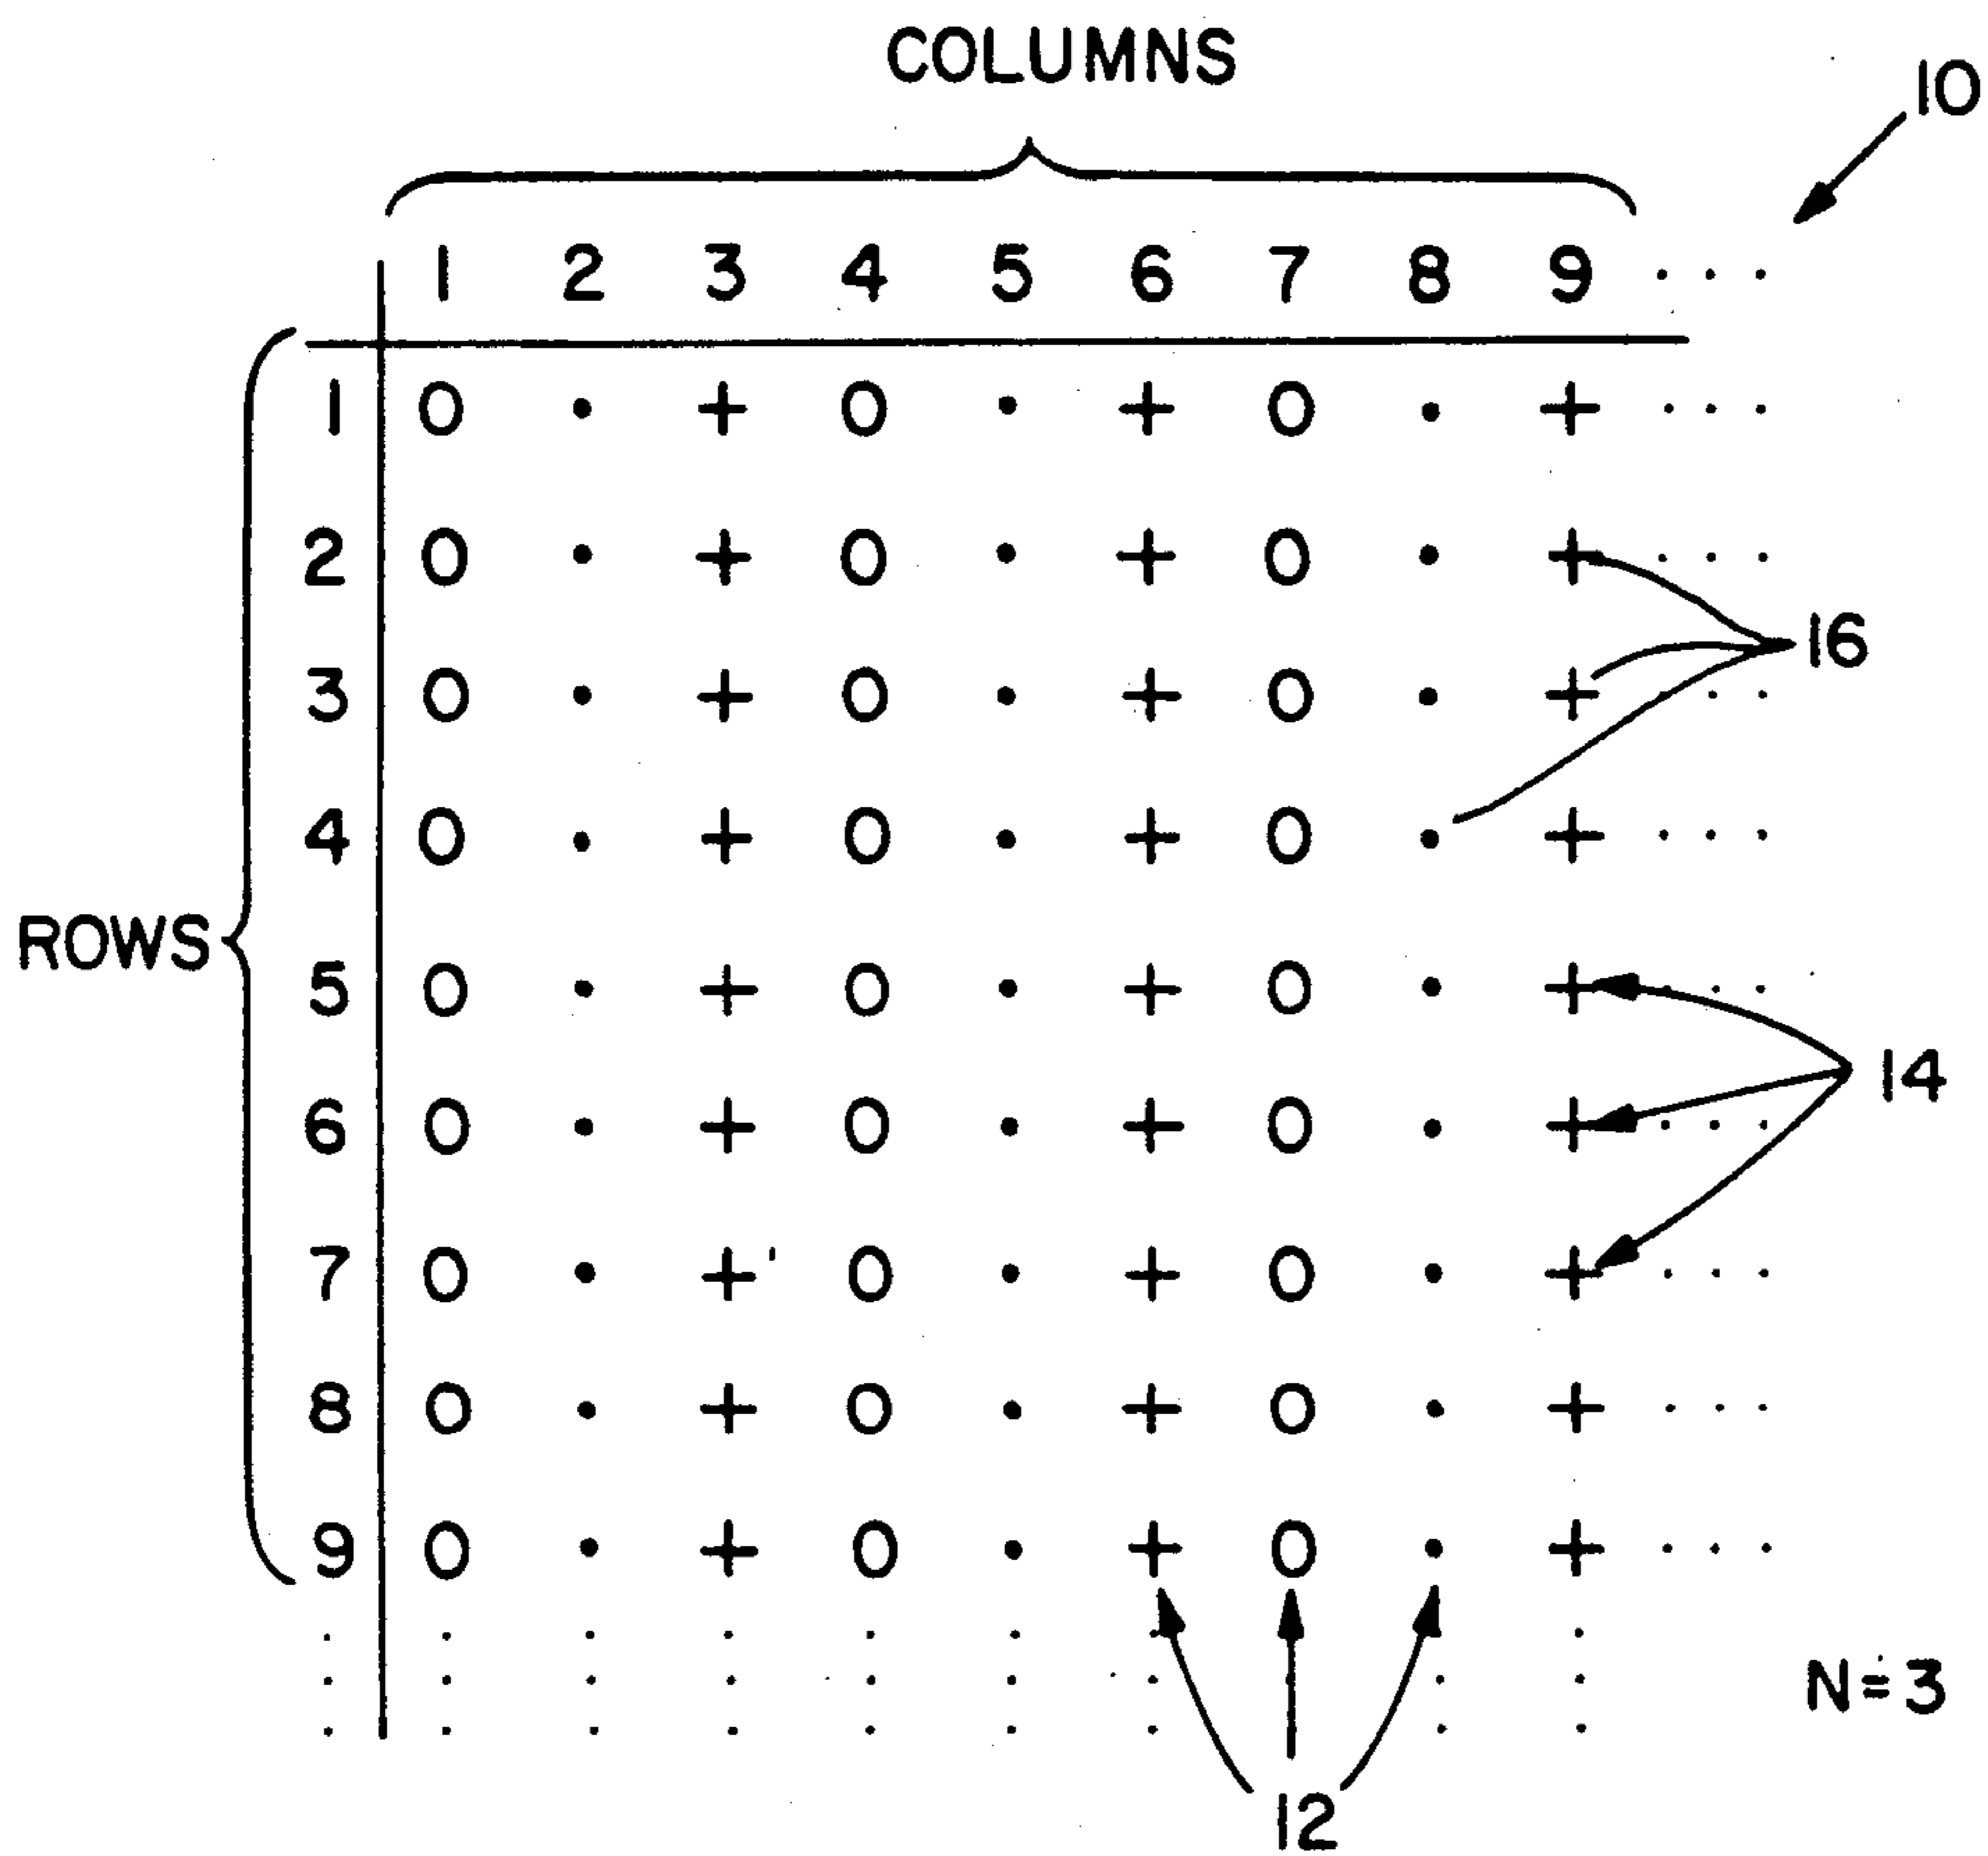 COLUMNS
10
1 2 3 4 5 6 7 8 9 . . .
1 0 • + 0 • + 0 • + . . .
2 0 • + 0 • + 0 • + . . .
16
3 0 • + 0 • + 0 • + . . .
4 0 • + 0 • + 0 • + . . .
ROWS
5 0 • + 0 • + 0 • + . . .
14
6 0 • + 0 • + 0 • + . . .
7 0 • + 0 • + 0 • + . . .
8 0 • + 0 • + 0 • + . . .
9 0 • + 0 • + 0 • + . . .
N=3
12